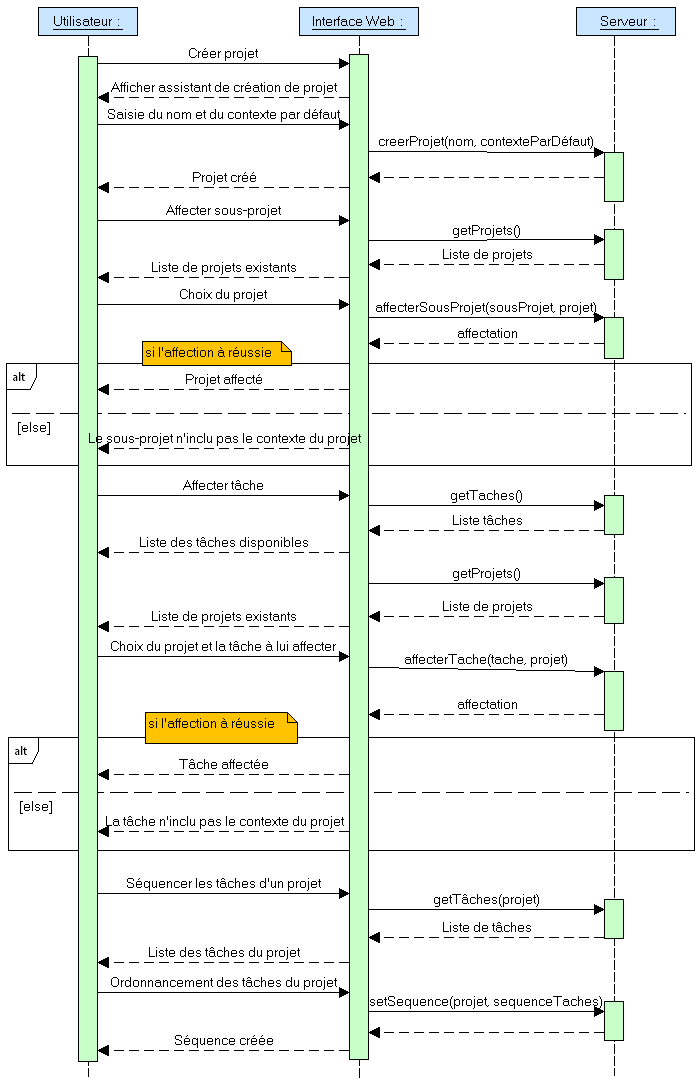 Utilisateur :
Interface Web :
Serveur :
Créer projet
Afficher assistant de création de projet
Saisie du nom et du contexte par défaut
creerProjet(nom, contexteParDéfaut)
Projet créé
Affecter sous-projet
getProjets()
Liste de projets
Liste de projets existants
Choix du projet
affecterSousProjet(sousProjet, projet)
affectation
si l'affection à réussie
alt
Projet affecté
[else]
Le sous-projet n'inclu pas le contexte du projet
Affecter tâche
getTaches()
Liste tâches
Liste des tâches disponibles
getProjets()
Liste de projets
Liste de projets existants
Choix du projet et la tâche à lui affecter
affecterTache(tache, projet)
affectation
si l'affection à réussie
alt
Tâche affectée
[else]
La tâche n'inclu pas le contexte du projet
Séquencer les tâches d'un projet
getTâches(projet)
Liste de tâches
Liste des tâches du projet
Ordonnancement des tâches du projet
setSequence(projet, sequenceTaches)
Séquence créée